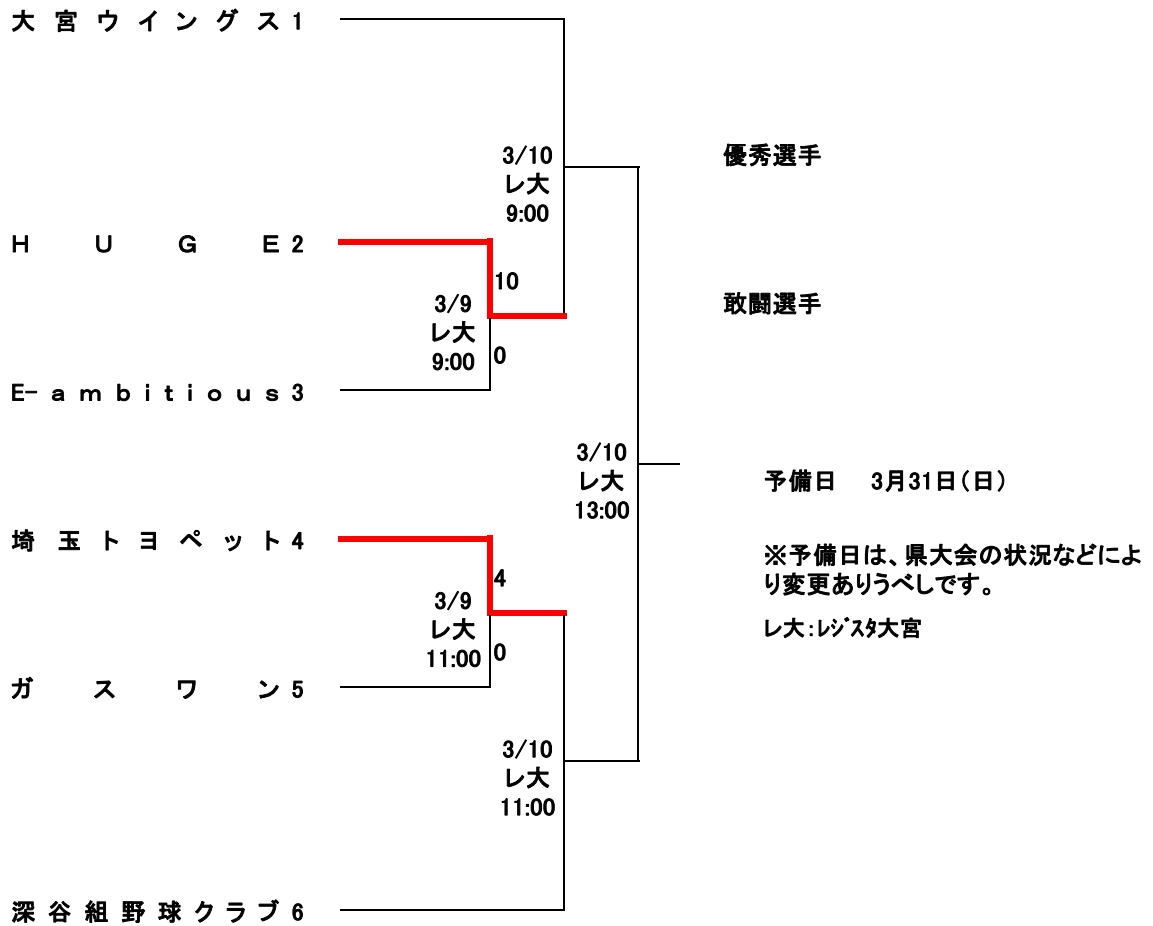 大宮ウイングス 1
3/10
レ大
9:00
優秀選手
ＨＵＧＥ 2
10
3/9
レ大
9:00
0
敢闘選手
E-ａｍｂｉｔｉｏｕｓ 3
3/10
レ大
13:00
予備日　3月31日（日）
埼玉トヨペット 4
4
3/9
レ大
11:00
0
※予備日は、県大会の状況などによ
り変更ありうべしです。
レ大：ﾚｼﾞｽﾀ大宮
ガスワン 5
3/10
レ大
11:00
深谷組野球クラブ 6